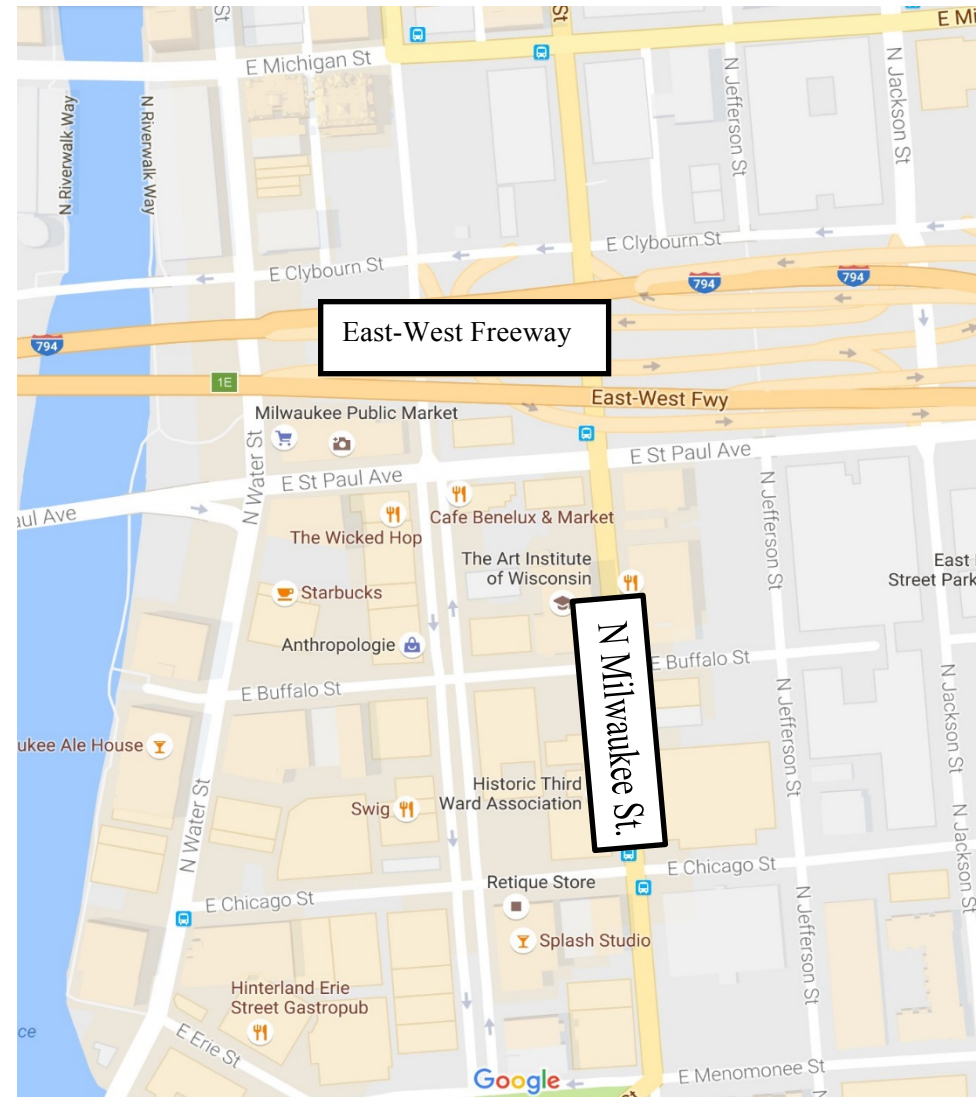 St
St
E Mi
E Michigan St
N Jefferson St
N Jackson St
N Riverwalk Way
N Riverwalk Way
E Clybourn St
E Clybourn St
794
794
East-West Freeway
794
1E
East-West Fwy
Milwaukee Public Market
N Water St
E St Paul Ave
E St Paul Ave
aul Ave
Cafe Benelux & Market
The Wicked Hop
N Jefferson St
The Art Institute
of Wisconsin
East
Street Park
Starbucks
N Milwaukee St.
Anthropologie
E Buffalo St
E Buffalo St
N Jefferson St
N Jackson St
ukee Ale House
Historic Third
Ward Association
Swig
N Water St
E Chicago St
Retique Store
E Chicago St
N Jackson St
N Jefferson St
Splash Studio
Hinterland Erie
Street Gastropub
ce
E Erie St
Google
E Menomonee St
St
N